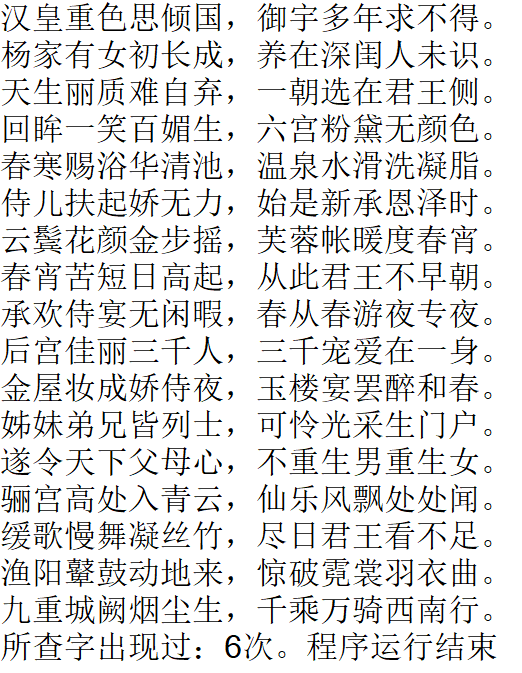 汉皇重色思倾国，御宇多年求不得。
杨家有女初长成，养在深闺人未识。
天生丽质难自弃，一朝选在君王侧。
回眸一笑百媚生，六宫粉黛无颜色。
春寒赐浴华清池，温泉水滑洗凝脂。
侍儿扶起娇无力，始是新承恩泽时。
云鬓花颜金步摇，芙蓉帐暖度春宵。
春宵苦短日高起，从此君王不早朝。
承欢侍宴无闲暇，春从春游夜专夜。
后宫佳丽三千人，三千宠爱在一身。
金屋妆成娇侍夜，玉楼宴罢醉和春。
姊妹弟兄皆列士，可怜光采生门户。
遂令天下父母心，不重生男重生女。
骊宫高处入青云，仙乐风飘处处闻。
缓歌慢舞凝丝竹，尽日君王看不足。
渔阳鼙鼓动地来，惊破霓裳羽衣曲。
九重城阙烟尘生，千乘万骑西南行。
所查字出现过：6次。程序运行结束